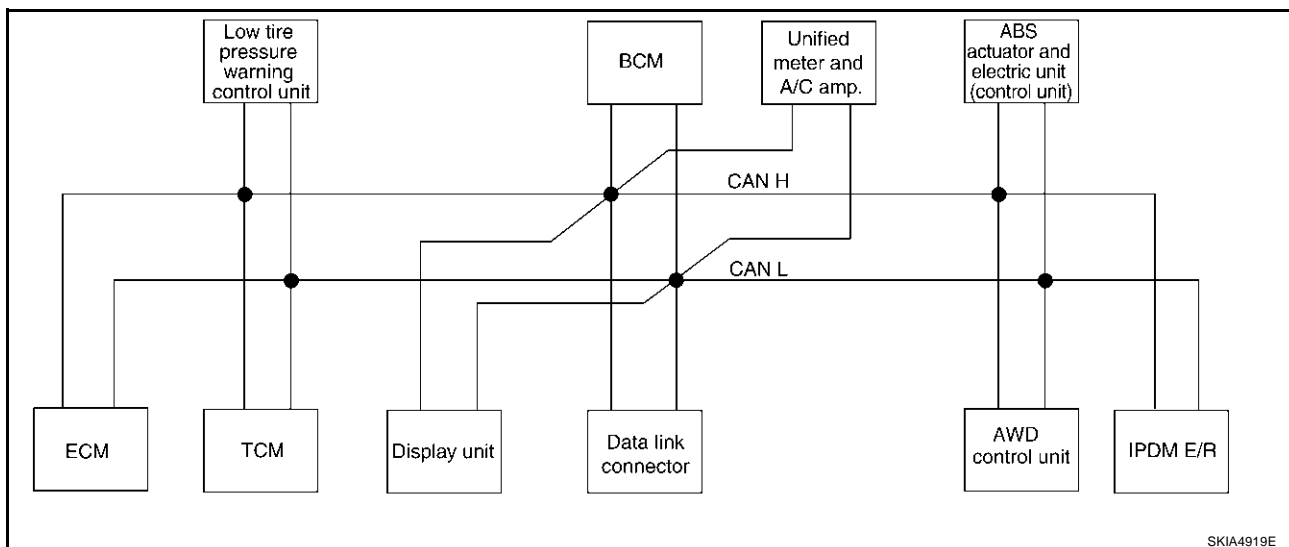 Low tire
pressure
warning
control unit
BCM
Unified
meter and
A/C amp.
ABS
actuator and
electric unit
(control unit)
CAN H
CAN L
ECM
TCM
Display unit
Data link
connector
AWD
control unit
IPDM E/R
SKIA4919E